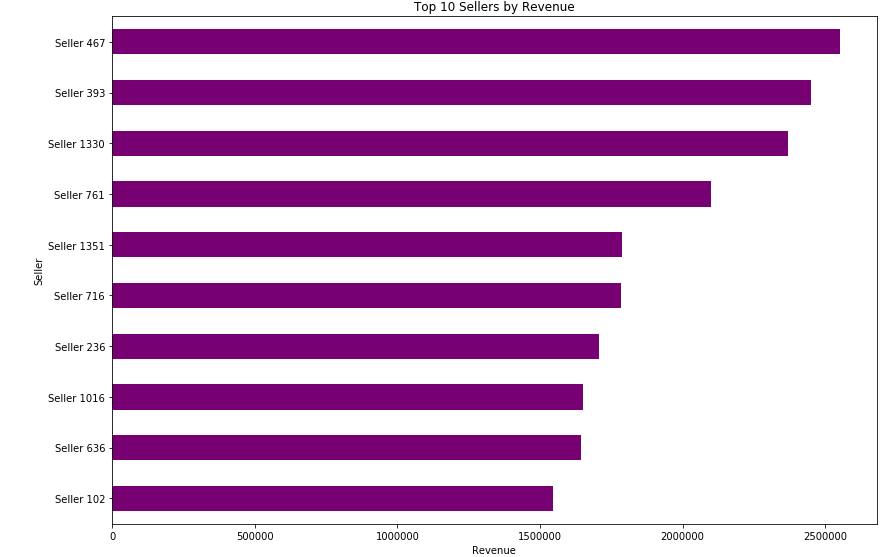 Top 10 Sellers by Revenue
Seller
Seller 467
Seller 393
Seller 1330
Seller 761
Seller 1351
Seller 716
Seller 236
Seller 1016
Seller 636
Seller 102
0 500000 1000000 1500000 2000000 2500000
Revenue